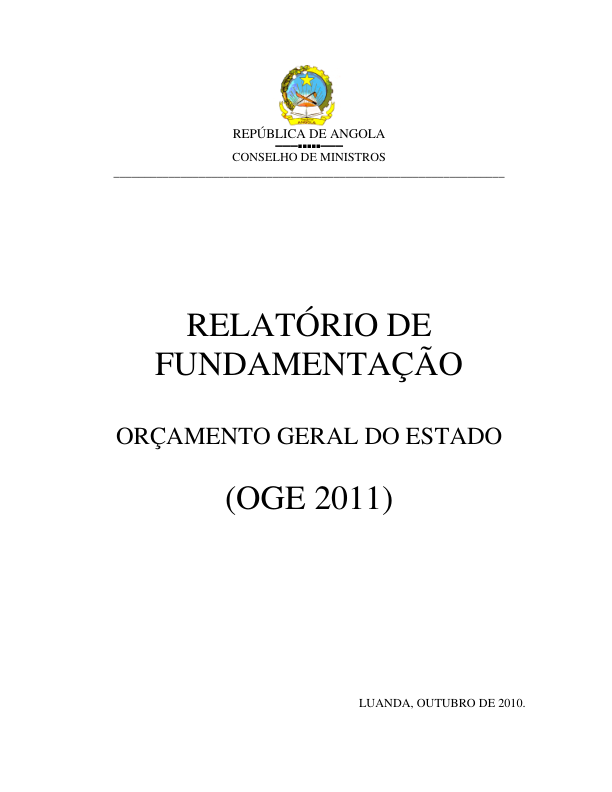 REPÚBLICA DE ANGOLA
CONSELHO DE MINISTROS
RELATÓRIO DE
FUNDAMENTAÇÃO
ORÇAMENTO GERAL DO ESTADO
(OGE 2011)
LUANDA, OUTUBRO DE 2010.